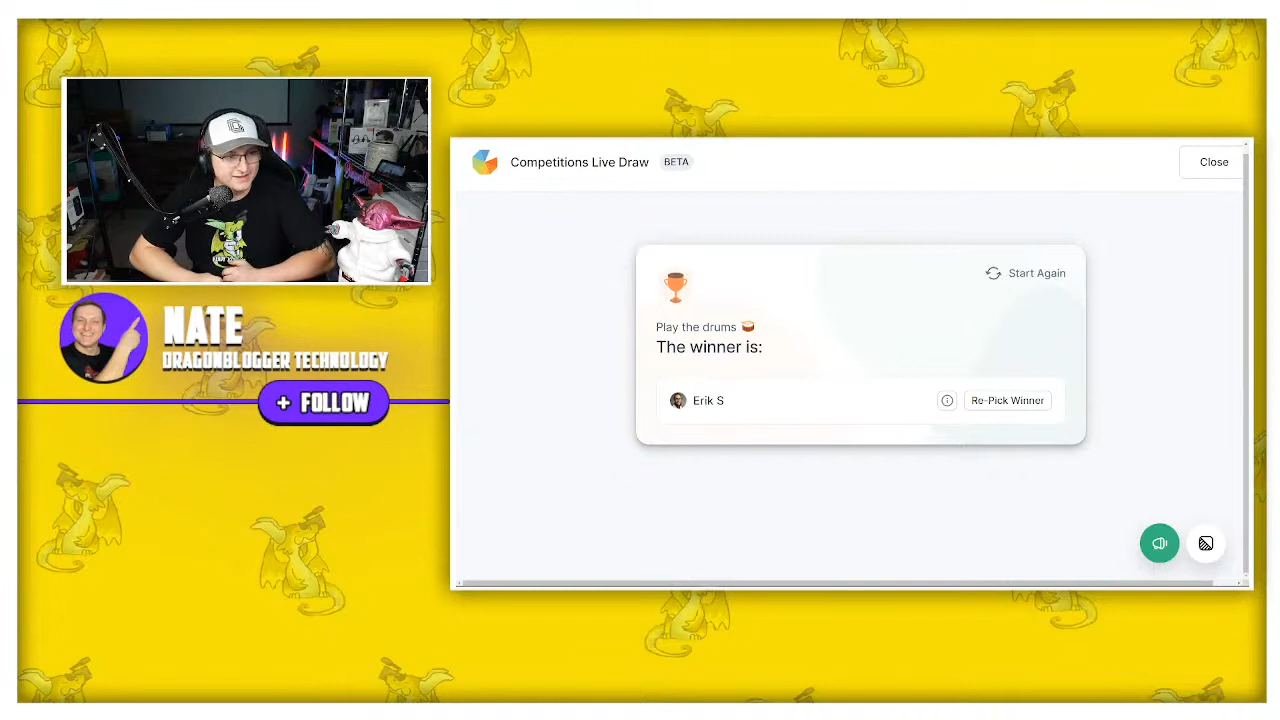 NATE
DRAGONBLOGGER TECHNOLOGY
+ FOLLOW
Competitions Live Draw BETA
Close
Start Again
Play the drums 🥁
The winner is:
Erik S
Re-Pick Winner